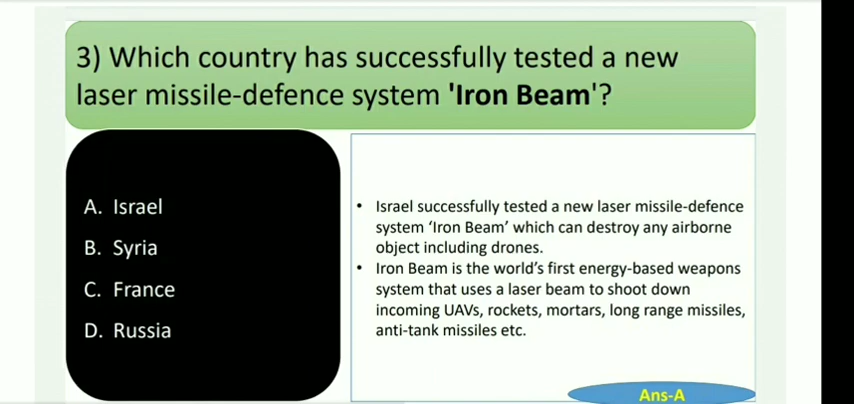 3) Which country has successfully tested a new
laser missile-defence system 'Iron Beam'?
A. Israel
B. Syria
C. France
D. Russia
• Israel successfully tested a new laser missile-defence
system ‘Iron Beam’ which can destroy any airborne
object including drones.
• Iron Beam is the world’s first energy-based weapons
system that uses a laser beam to shoot down
incoming UAVs, rockets, mortars, long range missiles,
anti-tank missiles etc.
Ans-A